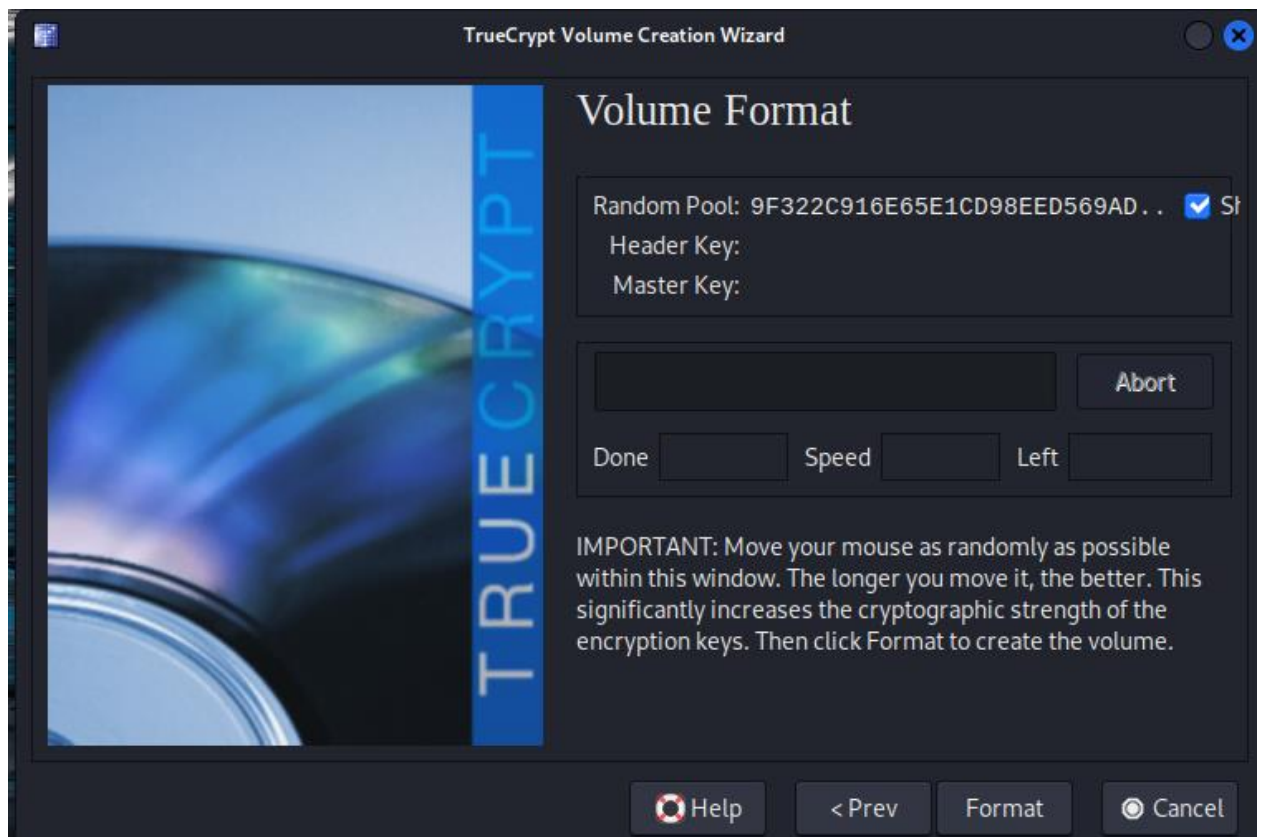 TrueCrypt Volume Creation Wizard
TRUECRYPT
Volume Format
Random Pool: 9F322C916E65E1CD98EED569AD.. Sh
Header Key:
Master Key:
Abort
Done Speed Left
IMPORTANT: Move your mouse as randomly as possible
within this window. The longer you move it, the better. This
significantly increases the cryptographic strength of the
encryption keys. Then click Format to create the volume.
Help < Prev Format Cancel